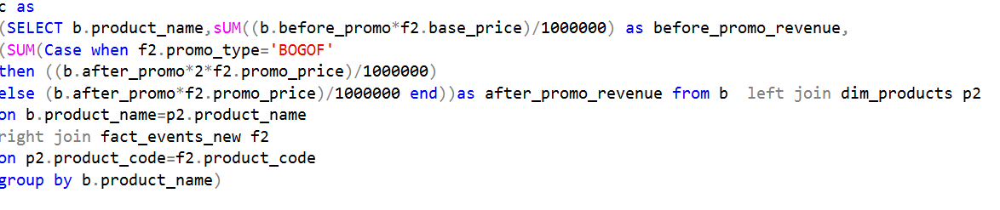 c as
(SELECT b.product_name,sUM((b.before_promo*f2.base_price)/1000000) as before_promo_revenue,
(SUM(Case when f2.promo_type='BOGOF'
then ((b.after_promo*2*f2.promo_price)/1000000)
else (b.after_promo*f2.promo_price)/1000000 end))as after_promo_revenue from b  left join dim_products p2
on b.product_name=p2.product_name
right join fact_events_new f2
on p2.product_code=f2.product_code
group by b.product_name)